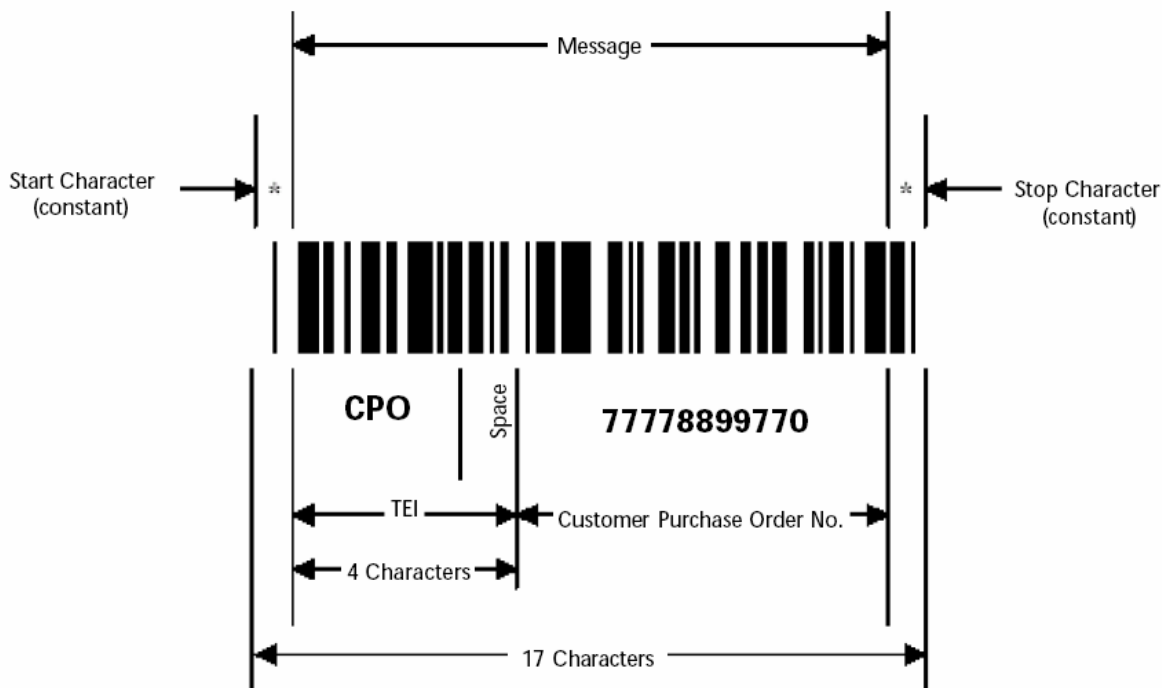 Message
Start Character
(constant)
*
*
Stop Character
(constant)
CPO
Space
77778899770
TEI
Customer Purchase Order No.
4 Characters
17 Characters